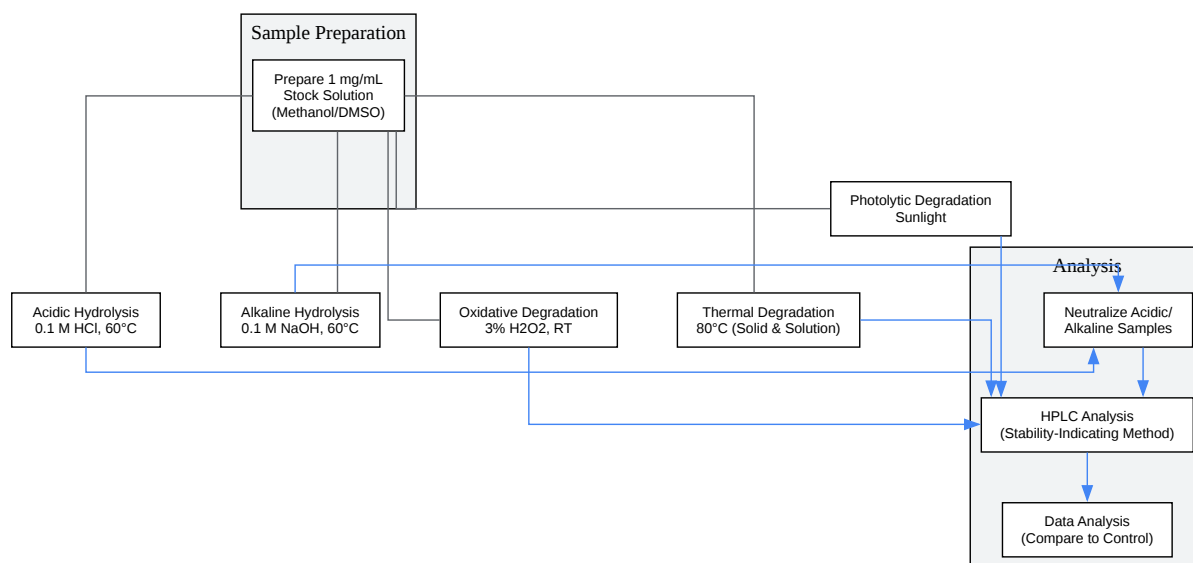 Sample Preparation
Prepare 1 mg/mL
Stock Solution
(Methanol/DMSO)
Photolytic Degradation
Sunlight
Analysis
Acidic Hydrolysis
0.1 M HCl, 60°C
Alkaline Hydrolysis
0.1 M NaOH, 60°C
Oxidative Degradation
3% H2O2, RT
Thermal Degradation
80°C (Solid & Solution)
Neutralize Acidic/
Alkaline Samples
HPLC Analysis
(Stability-Indicating Method)
Data Analysis
(Compare to Control)